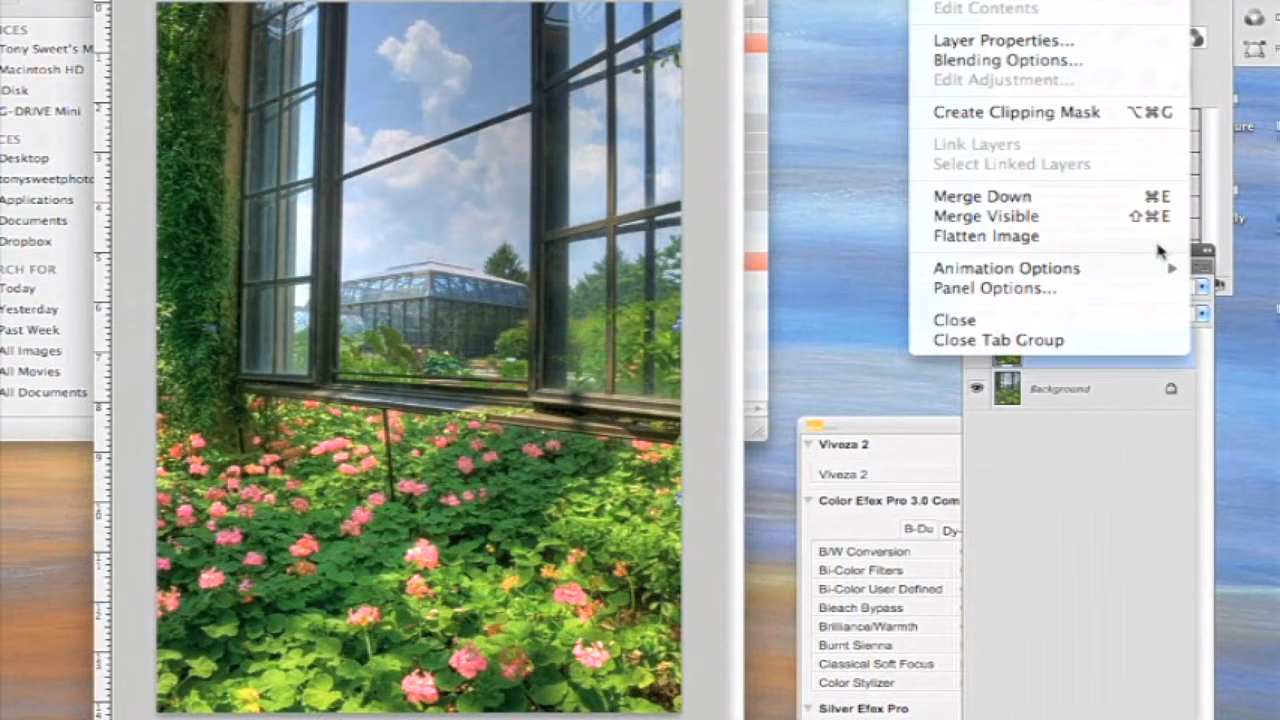 ICES
Tony Sweet's M
Macintosh HD
iDisk
G-DRIVE Mini
CES
Desktop
tonysweetphoto
Applications
Documents
Dropbox
RCH FOR
Today
Yesterday
Past Week
All Images
All Movies
All Documents
Edit Contents
Layer Properties...
Blending Options...
Edit Adjustment...
Create Clipping Mask ⌥⌘G
Link Layers
Select Linked Layers
Merge Down ⌘E
Merge Visible ⇧⌘E
Flatten Image
Animation Options
Panel Options...
Close
Close Tab Group
Background
ure
ly
Viveza 2
Viveza 2
Color Efex Pro 3.0 Com
B-Du Dy-
B/W Conversion
Bi-Color Filters
Bi-Color User Defined
Bleach Bypass
Brilliance/Warmth
Burnt Sienna
Classical Soft Focus
Color Stylizer
Silver Efex Pro